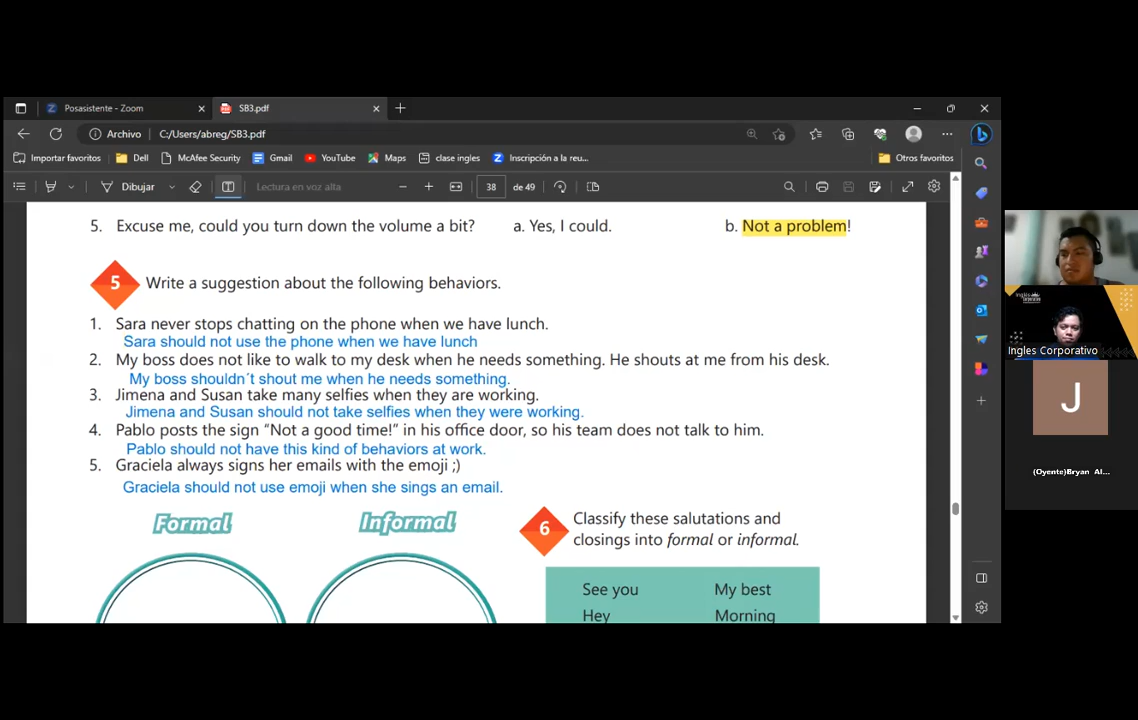 Posasistente - Zoom
SB3.pdf
Archivo
C:/Users/abreg/SB3.pdf
Importar favoritos
Dell
McAfee Security
Gmail
YouTube
Maps
clase ingles
Inscripción a la reu...
Otros favoritos
Dibujar
Lectura en voz alta
38
de 49
5. Excuse me, could you turn down the volume a bit? a. Yes, I could. b. Not a problem!
5 Write a suggestion about the following behaviors.
1. Sara never stops chatting on the phone when we have lunch.
Sara should not use the phone when we have lunch
2. My boss does not like to walk to my desk when he needs something. He shouts at me from his desk.
My boss shouldn´t shout me when he needs something.
3. Jimena and Susan take many selfies when they are working.
Jimena and Susan should not take selfies when they were working.
4. Pablo posts the sign “Not a good time!” in his office door, so his team does not talk to him.
Pablo should not have this kind of behaviors at work.
5. Graciela always signs her emails with the emoji ;)
Graciela should not use emoji when she sings an email.
Formal
Informal
6 Classify these salutations and
closings into formal or informal.
See you My best
Hey Morning
Ingles Corporativo
J
(Oyente)Bryan Al...